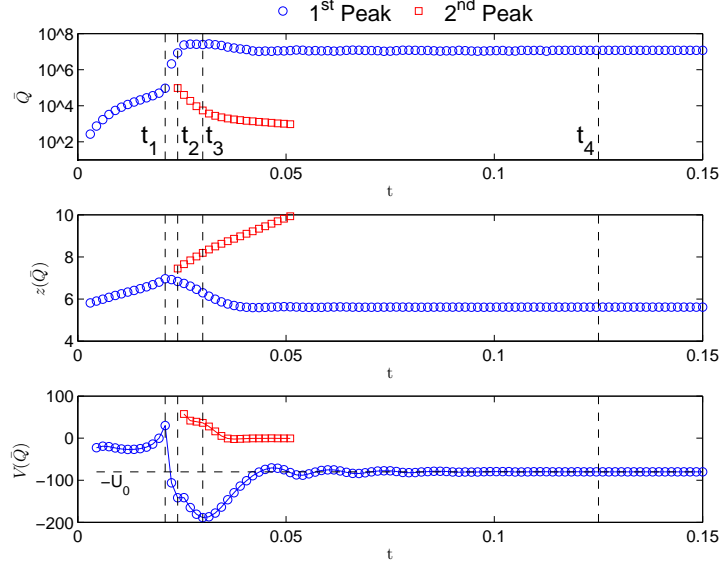 1st Peak 2nd Peak
10^8
10^6
10^4
10^2
Q̄
t1 t2 t3 t4
0 0.05 0.1 0.15
t
10
8
6
4
z(Q̄)
0 0.05 0.1 0.15
t
100
0
−100
−200
V(Q̄)
−U0
0 0.05 0.1 0.15
t